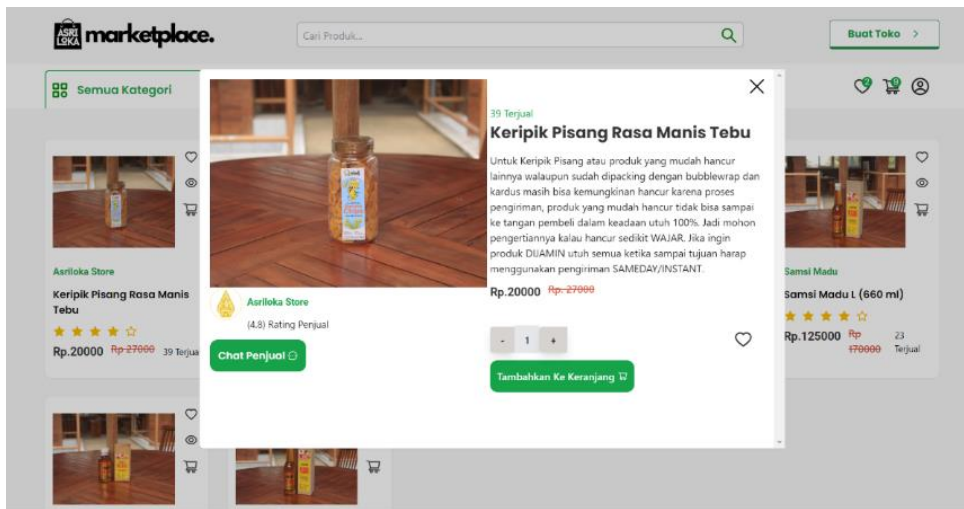 ASRI
LOKA
marketplace.
Cari Produk...
Buat Toko >
Semua Kategori
39 Terjual
Keripik Pisang Rasa Manis Tebu
Untuk Keripik Pisang atau produk yang mudah hancur
lainnya walaupun sudah dipacking dengan bubblewrap dan
kardus masih bisa kemungkinan hancur karena proses
pengiriman, produk yang mudah hancur tidak bisa sampai
ke tangan pembeli dalam keadaan utuh 100%. Jadi mohon
pengertiannya kalau hancur sedikit WAJAR. Jika ingin
produk DIJAMIN utuh semua ketika sampai tujuan harap
menggunakan pengiriman SAMEDAY/INSTANT.
Rp.20000 Rp. 27000
- 1 +
Tambahkan Ke Keranjang
Asriloka Store
(4.8) Rating Penjual
Chat Penjual
Asriloka Store
Keripik Pisang Rasa Manis
Tebu
Rp.20000 Rp 27000 39 Terjua
Samsi Madu
Samsi Madu L (660 ml)
Rp.125000 Rp 170000 23 Terjual